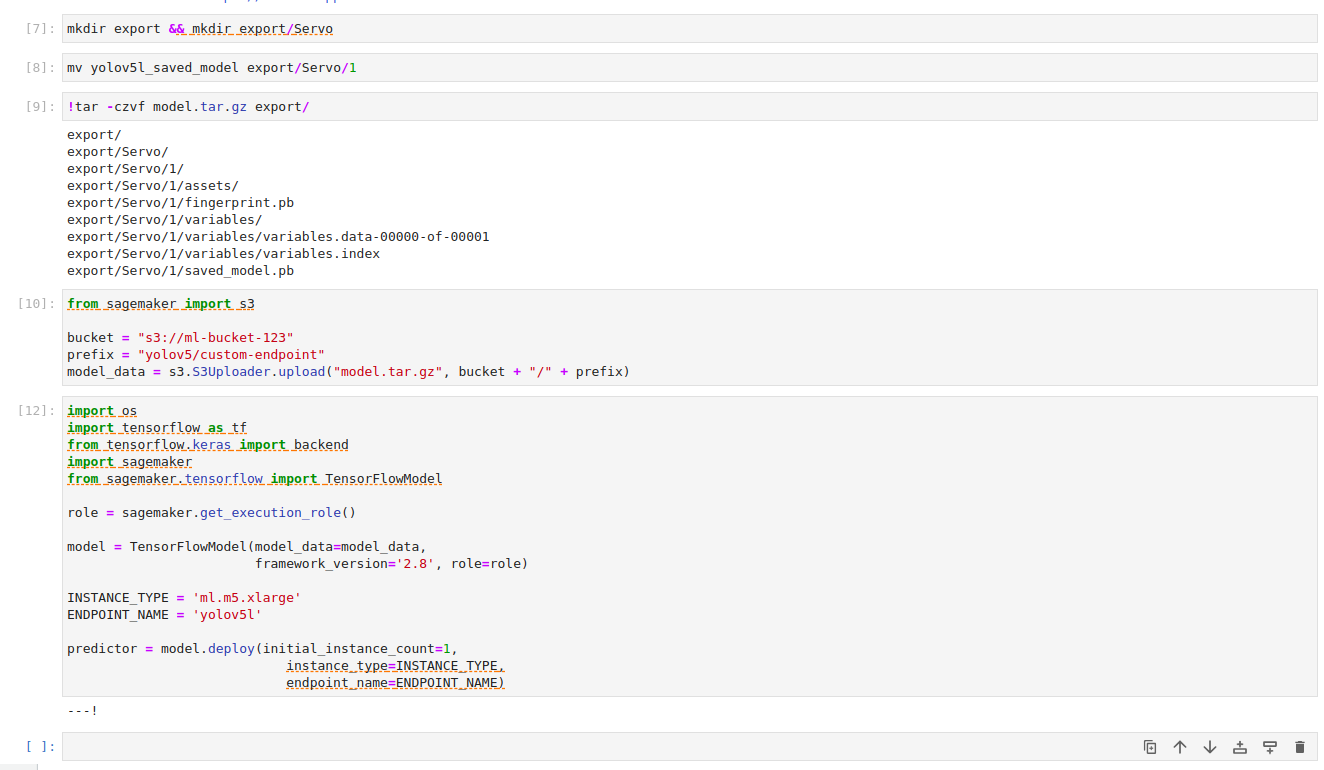 [7]: mkdir export && mkdir export/Servo
[8]: mv yolov5l_saved_model export/Servo/1
[9]: !tar -czvf model.tar.gz export/
export/
export/Servo/
export/Servo/1/
export/Servo/1/assets/
export/Servo/1/fingerprint.pb
export/Servo/1/variables/
export/Servo/1/variables/variables.data-00000-of-00001
export/Servo/1/variables/variables.index
export/Servo/1/saved_model.pb
[10]: from sagemaker import s3
bucket = "s3://ml-bucket-123"
prefix = "yolov5/custom-endpoint"
model_data = s3.S3Uploader.upload("model.tar.gz", bucket + "/" + prefix)
[12]: import os
import tensorflow as tf
from tensorflow.keras import backend
import sagemaker
from sagemaker.tensorflow import TensorFlowModel
role = sagemaker.get_execution_role()
model = TensorFlowModel(model_data=model_data,
framework_version='2.8', role=role)
INSTANCE_TYPE = 'ml.m5.xlarge'
ENDPOINT_NAME = 'yolov5l'
predictor = model.deploy(initial_instance_count=1,
instance_type=INSTANCE_TYPE,
endpoint_name=ENDPOINT_NAME)
---!
[ ]: